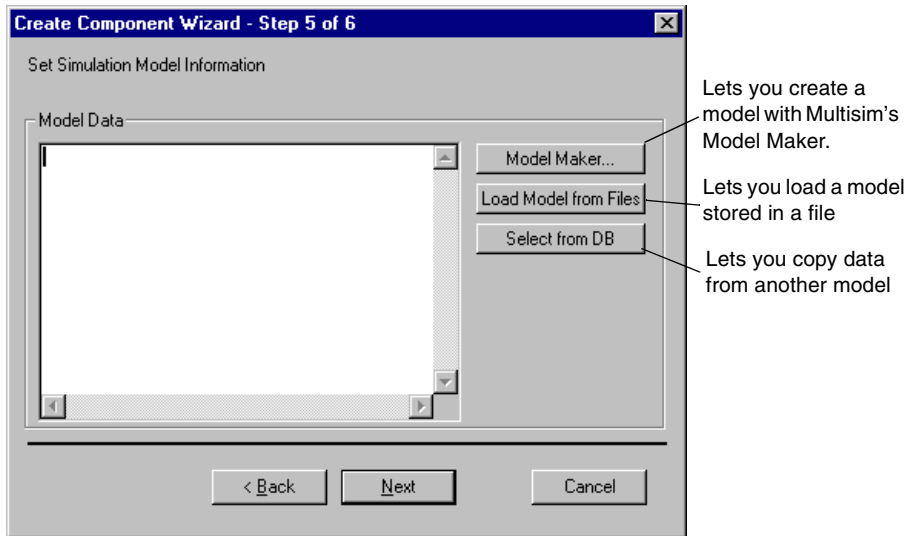 Create Component Wizard - Step 5 of 6
Set Simulation Model Information
Model Data
Model Maker...
Load Model from Files
Select from DB
< Back
Next
Cancel
Lets you create a
model with Multisim's
Model Maker.
Lets you load a model
stored in a file
Lets you copy data
from another model